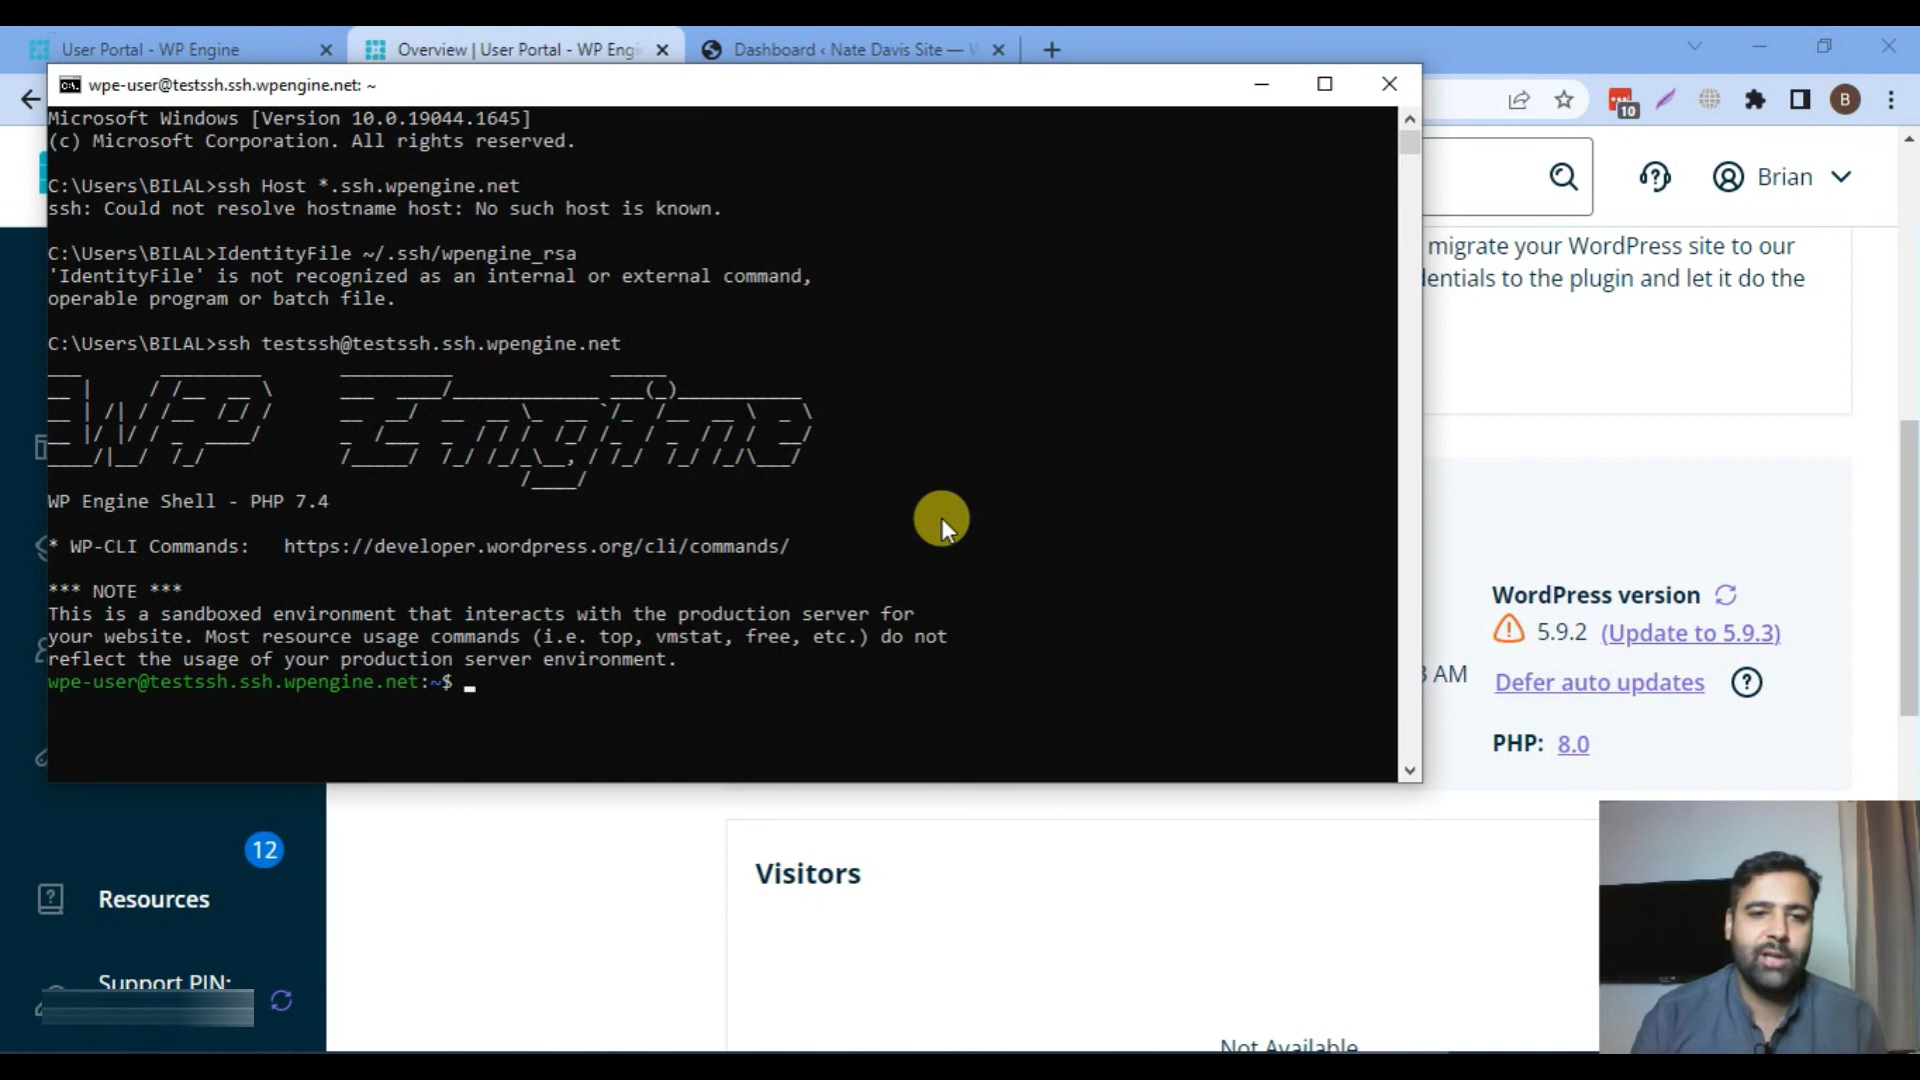 User Portal - WP Engine
Overview | User Portal - WP Engi
Dashboard ‹ Nate Davis Site —
wpe-user@testssh.ssh.wpengine.net: ~
10
B
Microsoft Windows [Version 10.0.19044.1645]
(c) Microsoft Corporation. All rights reserved.
Brian
C:\Users\BILAL>ssh Host *.ssh.wpengine.net
ssh: Could not resolve hostname host: No such host is known.
C:\Users\BILAL>IdentityFile ~/.ssh/wpengine_rsa
'IdentityFile' is not recognized as an internal or external command,
operable program or batch file.
migrate your WordPress site to our
dentials to the plugin and let it do the
C:\Users\BILAL>ssh testssh@testssh.ssh.wpengine.net
WP Engine
WP Engine Shell - PHP 7.4
* WP-CLI Commands: https://developer.wordpress.org/cli/commands/
*** NOTE ***
This is a sandboxed environment that interacts with the production server for
your website. Most resource usage commands (i.e. top, vmstat, free, etc.) do not
reflect the usage of your production server environment.
wpe-user@testssh.ssh.wpengine.net:~$
WordPress version
5.9.2 (Update to 5.9.3)
AM
Defer auto updates
PHP: 8.0
12
Resources
Support PIN:
Visitors
Not Available